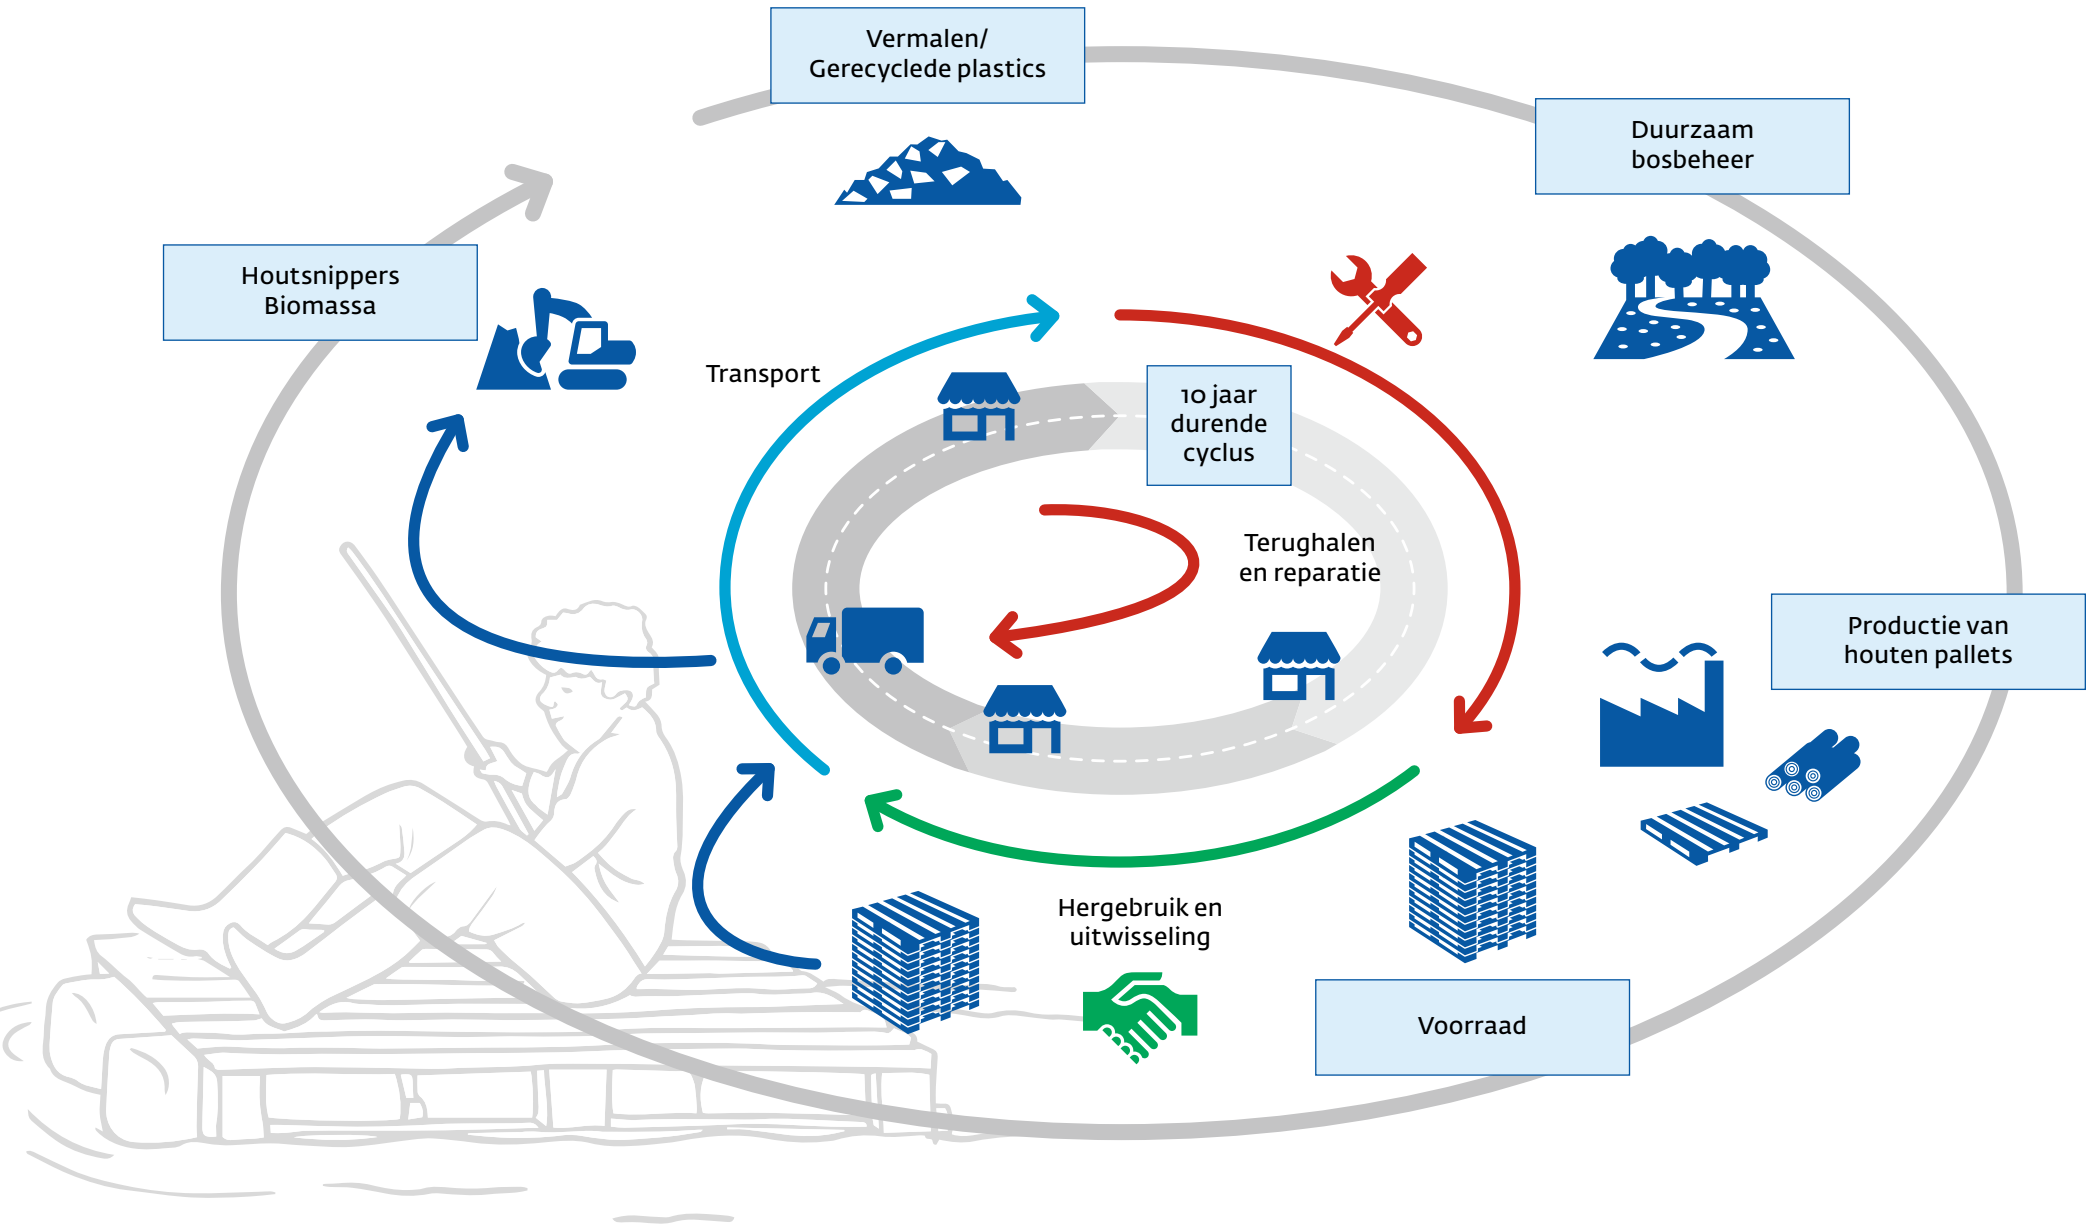 Vermalen/
Gerecyclede plastics
Duurzaam
bosbeheer
Houtsnippers
Biomassa
Transport
10 jaar
durende
cyclus
Terughalen
en reparatie
Productie van
houten pallets
Hergebruik en
uitwisseling
Voorraad